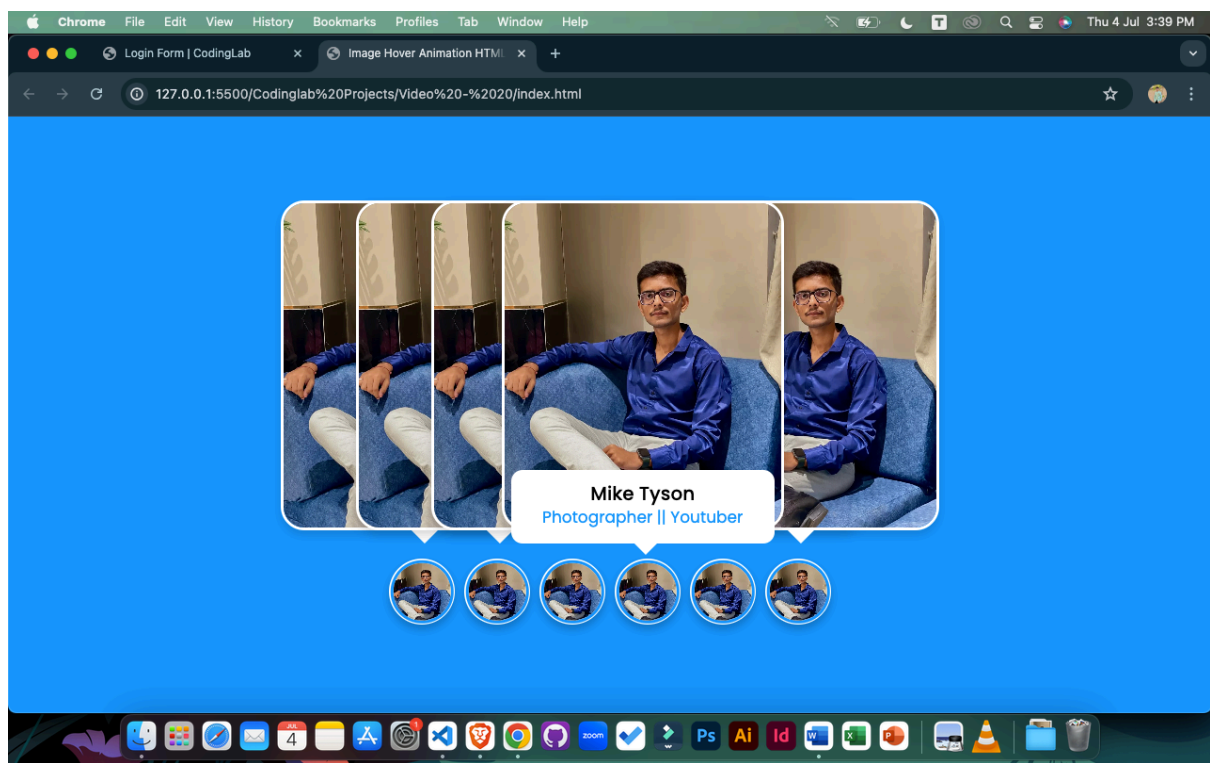 Chrome File Edit View History Bookmarks Profiles Tab Window Help T Thu 4 Jul 3:39 PM
Login Form | CodingLab × Image Hover Animation HTML × +
127.0.0.1:5500/Codinglab%20Projects/Video%20-%2020/index.html
Mike Tyson
Photographer || Youtuber
JUL
4
1
zoom
Ps
Ai
Id
W
X
P